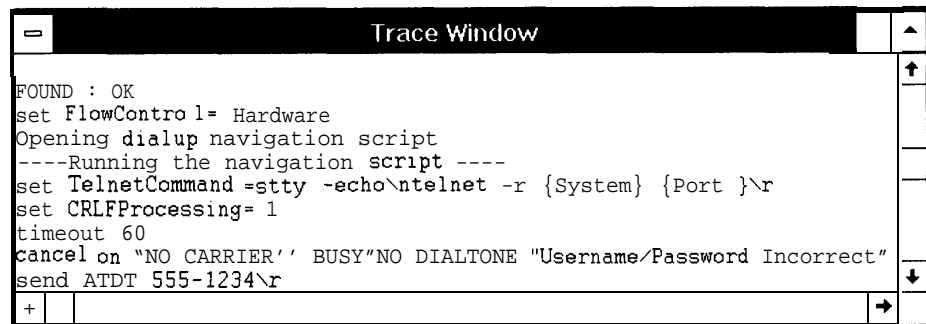 Trace Window
FOUND : OK
set FlowContro l= Hardware
Opening dialup navigation script
----Running the navigation script ----
set TelnetCommand =stty -echo\ntelnet -r {System} {Port }\r
set CRLFProcessing= 1
timeout 60
cancel on “NO CARRIER’’ BUSY”NO DIALTONE "Username/Password Incorrect”
send ATDT 555-1234\r